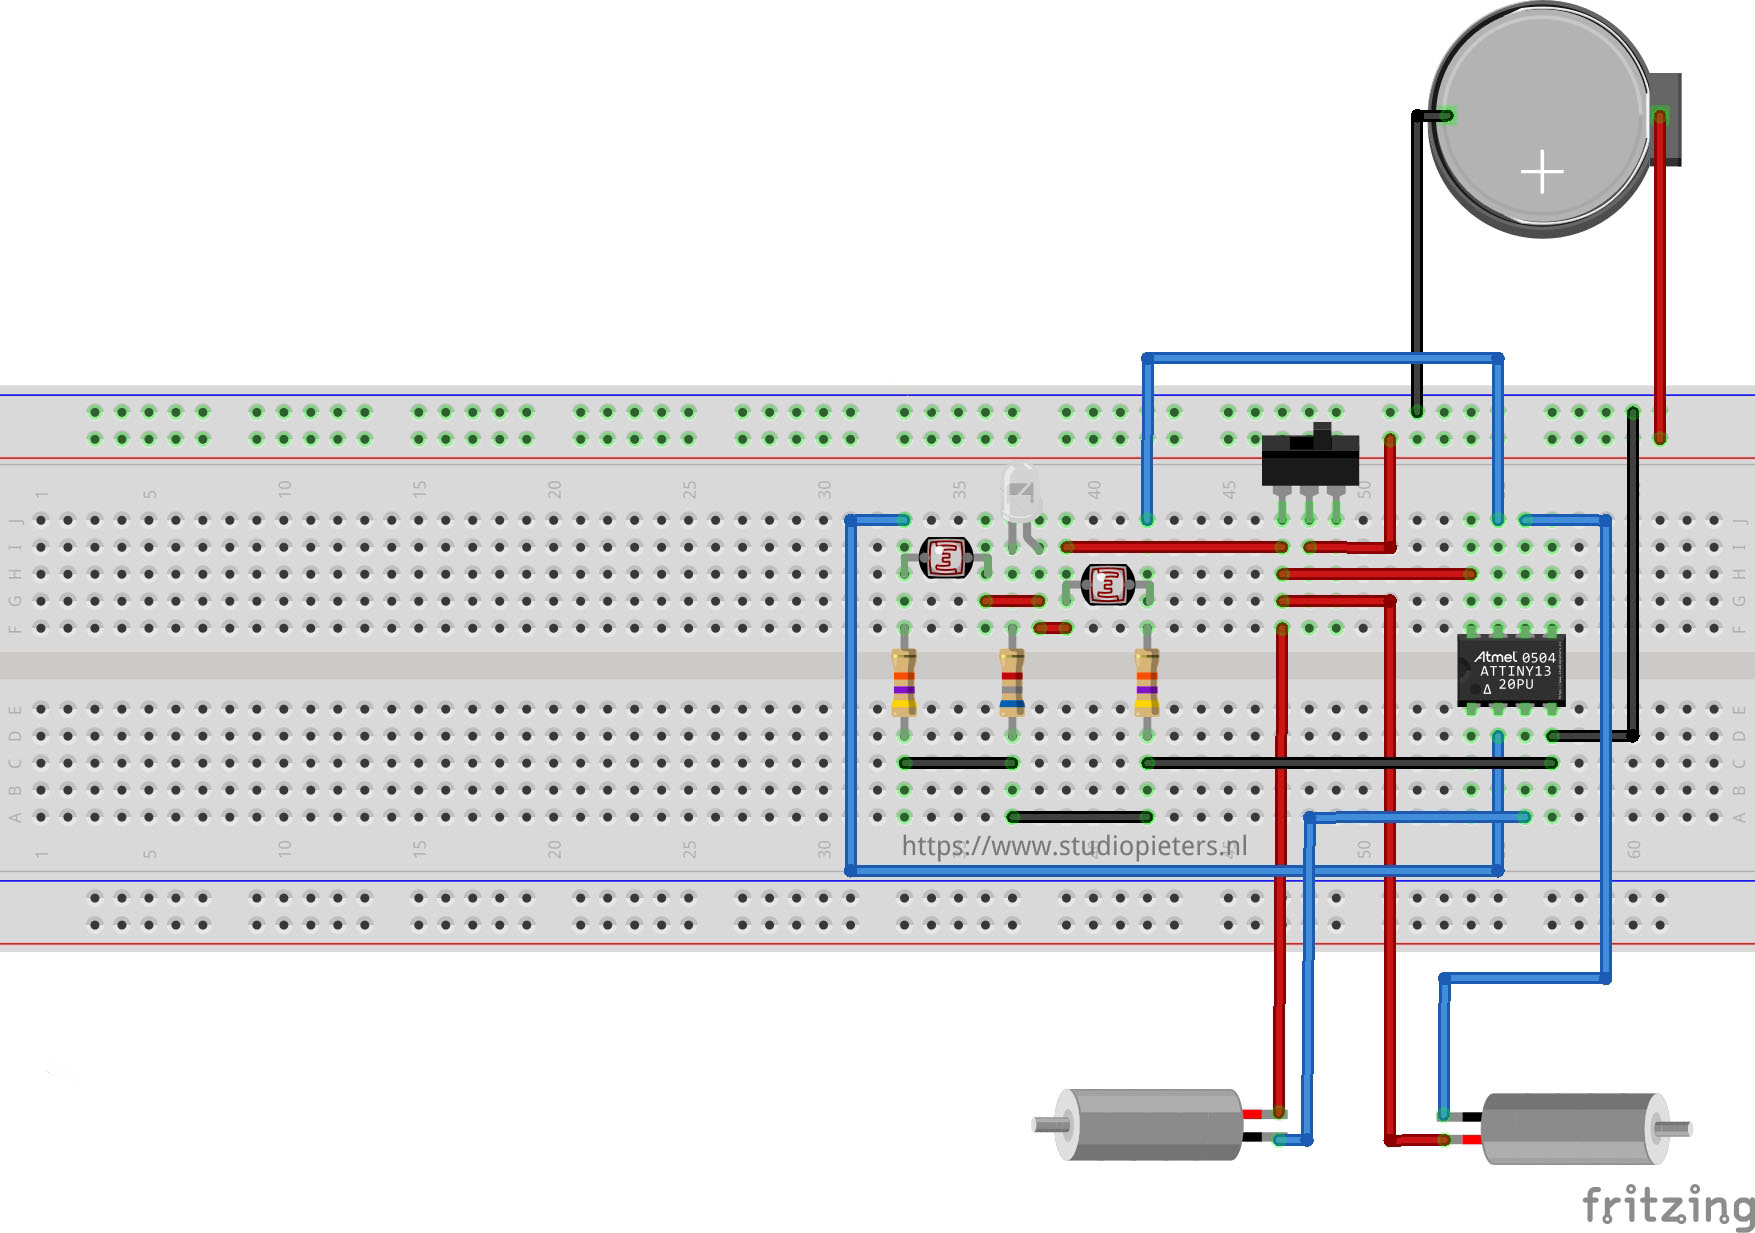 1 5 10 15 20 25 30 35 40 45 50 60
J J
I I
H H
G G
F F
Atmel 0504
ATTINY13
20PU
E E
D D
C C
B B
A A
https://www.studiopieters.nl
1 5 10 15 20 25 30 50 60
fritzing